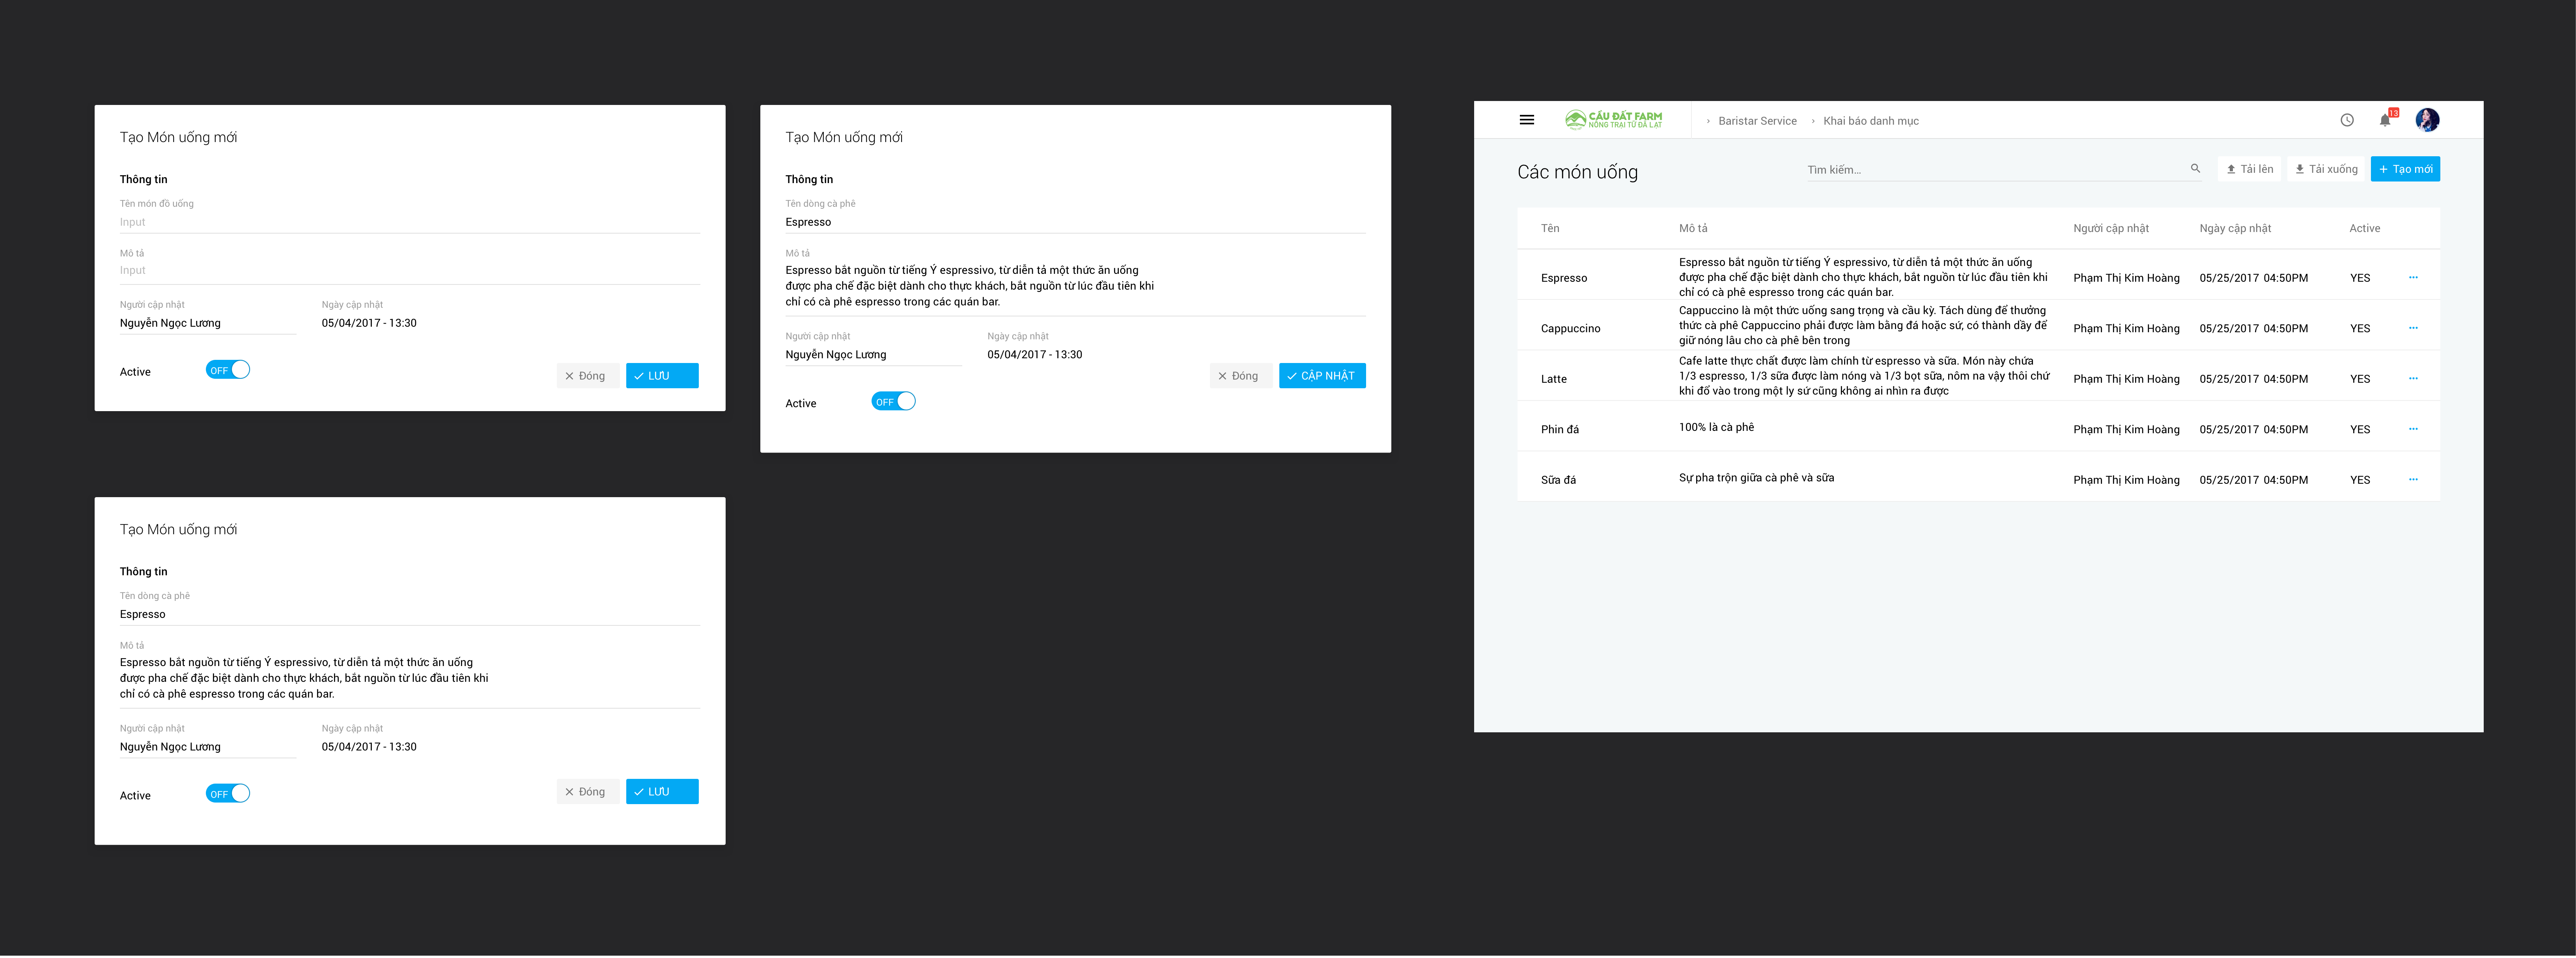 Tạo Món uống mới
Thông tin
Tên món đồ uống
Input
Mô tả
Input
Người cập nhật
Ngày cập nhật
Nguyễn Ngọc Lương
05/04/2017 - 13:30
Active
OFF
Đóng
LƯU
Tạo Món uống mới
Thông tin
Tên dòng cà phê
Espresso
Mô tả
Espresso bắt nguồn từ tiếng Ý espressivo, từ diễn tả một thức ăn uống
được pha chế đặc biệt dành cho thực khách, bắt nguồn từ lúc đầu tiên khi
chỉ có cà phê espresso trong các quán bar.
Người cập nhật
Ngày cập nhật
Nguyễn Ngọc Lương
05/04/2017 - 13:30
Đóng
CẬP NHẬT
Active
OFF
Tạo Món uống mới
Thông tin
Tên dòng cà phê
Espresso
Mô tả
Espresso bắt nguồn từ tiếng Ý espressivo, từ diễn tả một thức ăn uống
được pha chế đặc biệt dành cho thực khách, bắt nguồn từ lúc đầu tiên khi
chỉ có cà phê espresso trong các quán bar.
Người cập nhật
Ngày cập nhật
Nguyễn Ngọc Lương
05/04/2017 - 13:30
Active
OFF
Đóng
LƯU
CẦU ĐẤT FARM
NÔNG TRẠI TỪ ĐÀ LẠT
Baristar Service
Khai báo danh mục
13
Các món uống
Tìm kiếm...
Tải lên
Tải xuống
Tạo mới
Tên
Mô tả
Người cập nhật
Ngày cập nhật
Active
Espresso
Espresso bắt nguồn từ tiếng Ý espressivo, từ diễn tả một thức ăn uống
được pha chế đặc biệt dành cho thực khách, bắt nguồn từ lúc đầu tiên khi
chỉ có cà phê espresso trong các quán bar.
Phạm Thị Kim Hoàng
05/25/2017 04:50PM
YES
Cappuccino
Cappuccino là một thức uống sang trọng và cầu kỳ. Tách dùng để thưởng
thức cà phê Cappuccino phải được làm bằng đá hoặc sứ, có thành dầy để
giữ nóng lâu cho cà phê bên trong
Phạm Thị Kim Hoàng
05/25/2017 04:50PM
YES
Latte
Cafe latte thực chất được làm chính từ espresso và sữa. Món này chứa
1/3 espresso, 1/3 sữa được làm nóng và 1/3 bọt sữa, nôm na vậy thôi chứ
khi đổ vào trong một ly sứ cũng không ai nhìn ra được
Phạm Thị Kim Hoàng
05/25/2017 04:50PM
YES
Phin đá
100% là cà phê
Phạm Thị Kim Hoàng
05/25/2017 04:50PM
YES
Sữa đá
Sự pha trộn giữa cà phê và sữa
Phạm Thị Kim Hoàng
05/25/2017 04:50PM
YES